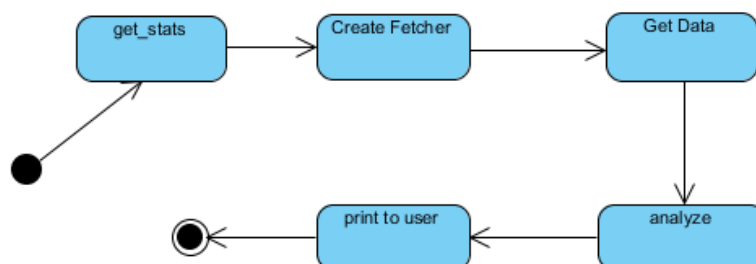 get_stats
Create Fetcher
Get Data
analyze
print to user